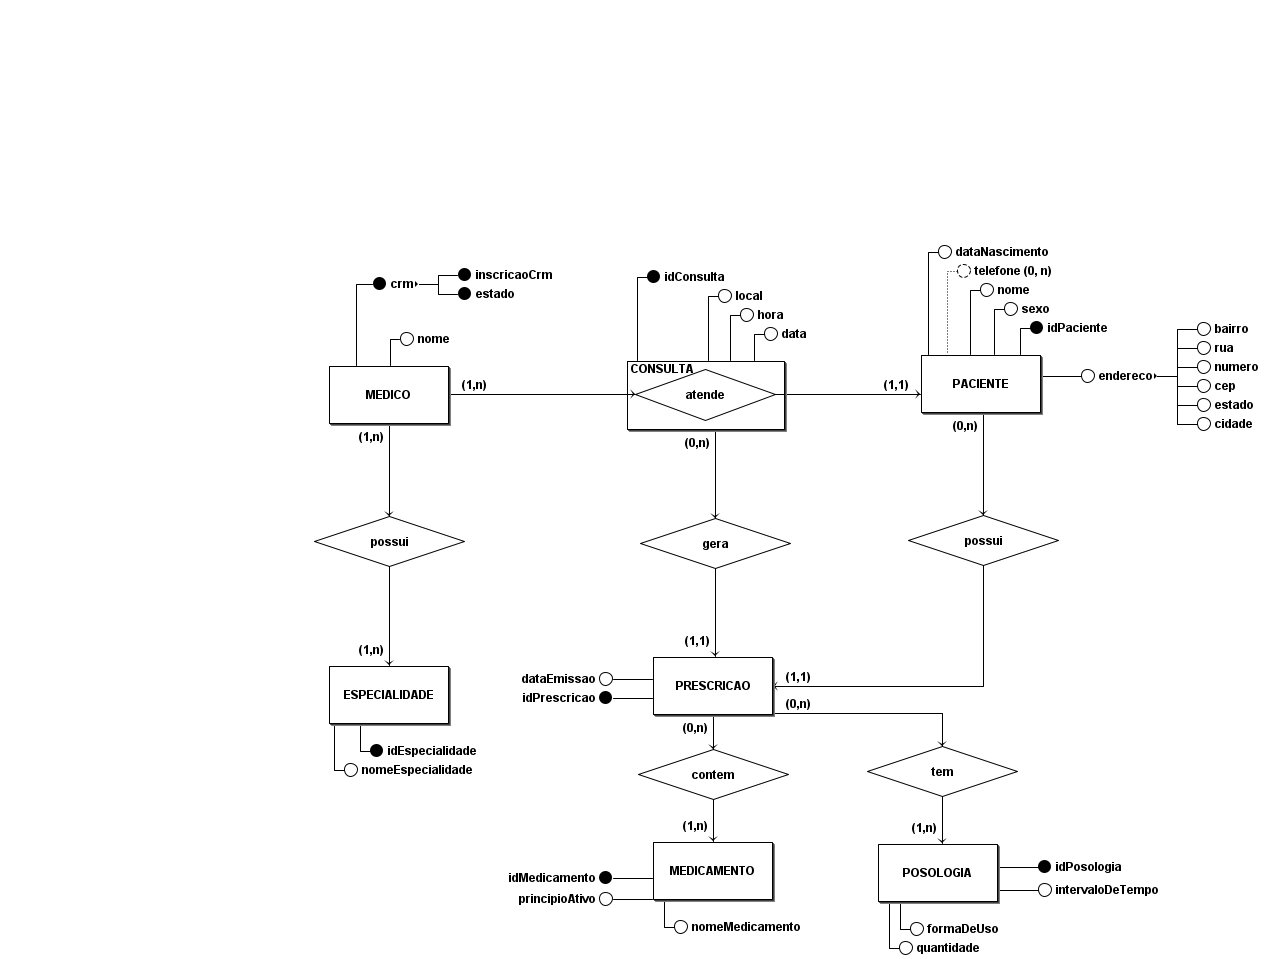 dataNascimento
telefone (0, n)
nome
sexo
idPaciente
crm
inscricaoCrm
estado
nome
idConsulta
local
hora
data
bairro
rua
numero
cep
estado
cidade
endereco
MEDICO
(1,n)
CONSULTA
atende
(1,1)
PACIENTE
(1,n)
(0,n)
(0,n)
possui
gera
possui
(1,n)
(1,1)
(1,1)
ESPECIALIDADE
dataEmissao
idPrescricao
PRESCRICAO
(0,n)
(0,n)
idEspecialidade
nomeEspecialidade
contem
tem
(1,n)
(1,n)
idMedicamento
principioAtivo
MEDICAMENTO
nomeMedicamento
POSOLOGIA
idPosologia
intervaloDeTempo
formaDeUso
quantidade